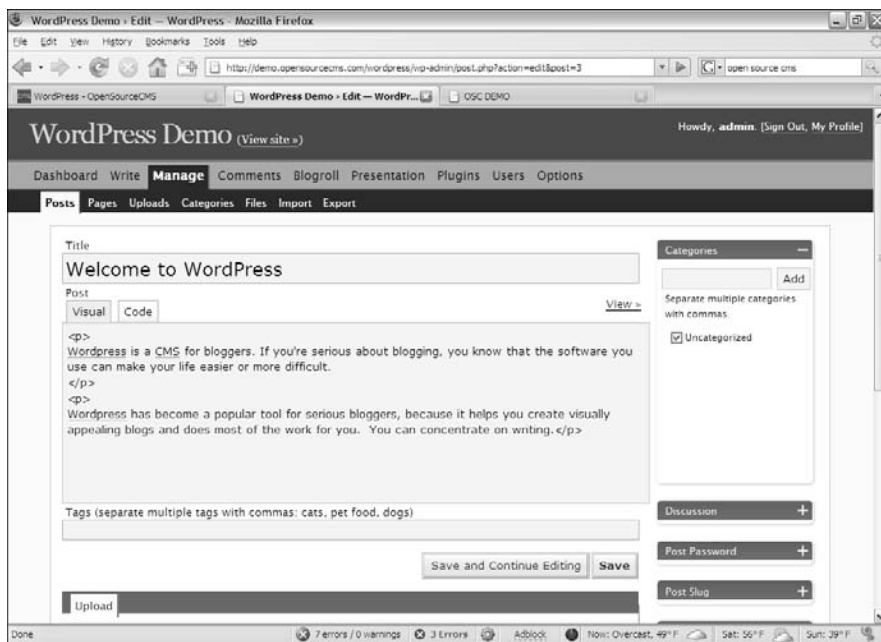 WordPress Demo › Edit — WordPress - Mozilla Firefox
File Edit View History Bookmarks Tools Help
http://demo.opensourcecms.com/wordpress/wp-admin/post.php?action=edit&post=3
open source cms
WordPress - OpenSourceCMS
WordPress Demo › Edit — WordPr...
OSC DEMO
WordPress Demo (View site »)
Howdy, admin. [Sign Out, My Profile]
Dashboard Write Manage Comments Blogroll Presentation Plugins Users Options
Posts Pages Uploads Categories Files Import Export
Title
Welcome to WordPress
Post
Visual Code
View »
<p>
Wordpress is a CMS for bloggers. If you're serious about blogging, you know that the software you
use can make your life easier or more difficult.
</p>
<p>
Wordpress has become a popular tool for serious bloggers, because it helps you create visually
appealing blogs and does most of the work for you. You can concentrate on writing.</p>
Tags (separate multiple tags with commas: cats, pet food, dogs)
Save and Continue Editing Save
Upload
Categories
Add
Separate multiple categories
with commas.
Uncategorized
Discussion
Post Password
Post Slug
Done
7 errors / 0 warnings
3 Errors
Adblock
Now: Overcast, 49° F
Sat: 56° F
Sun: 39° F